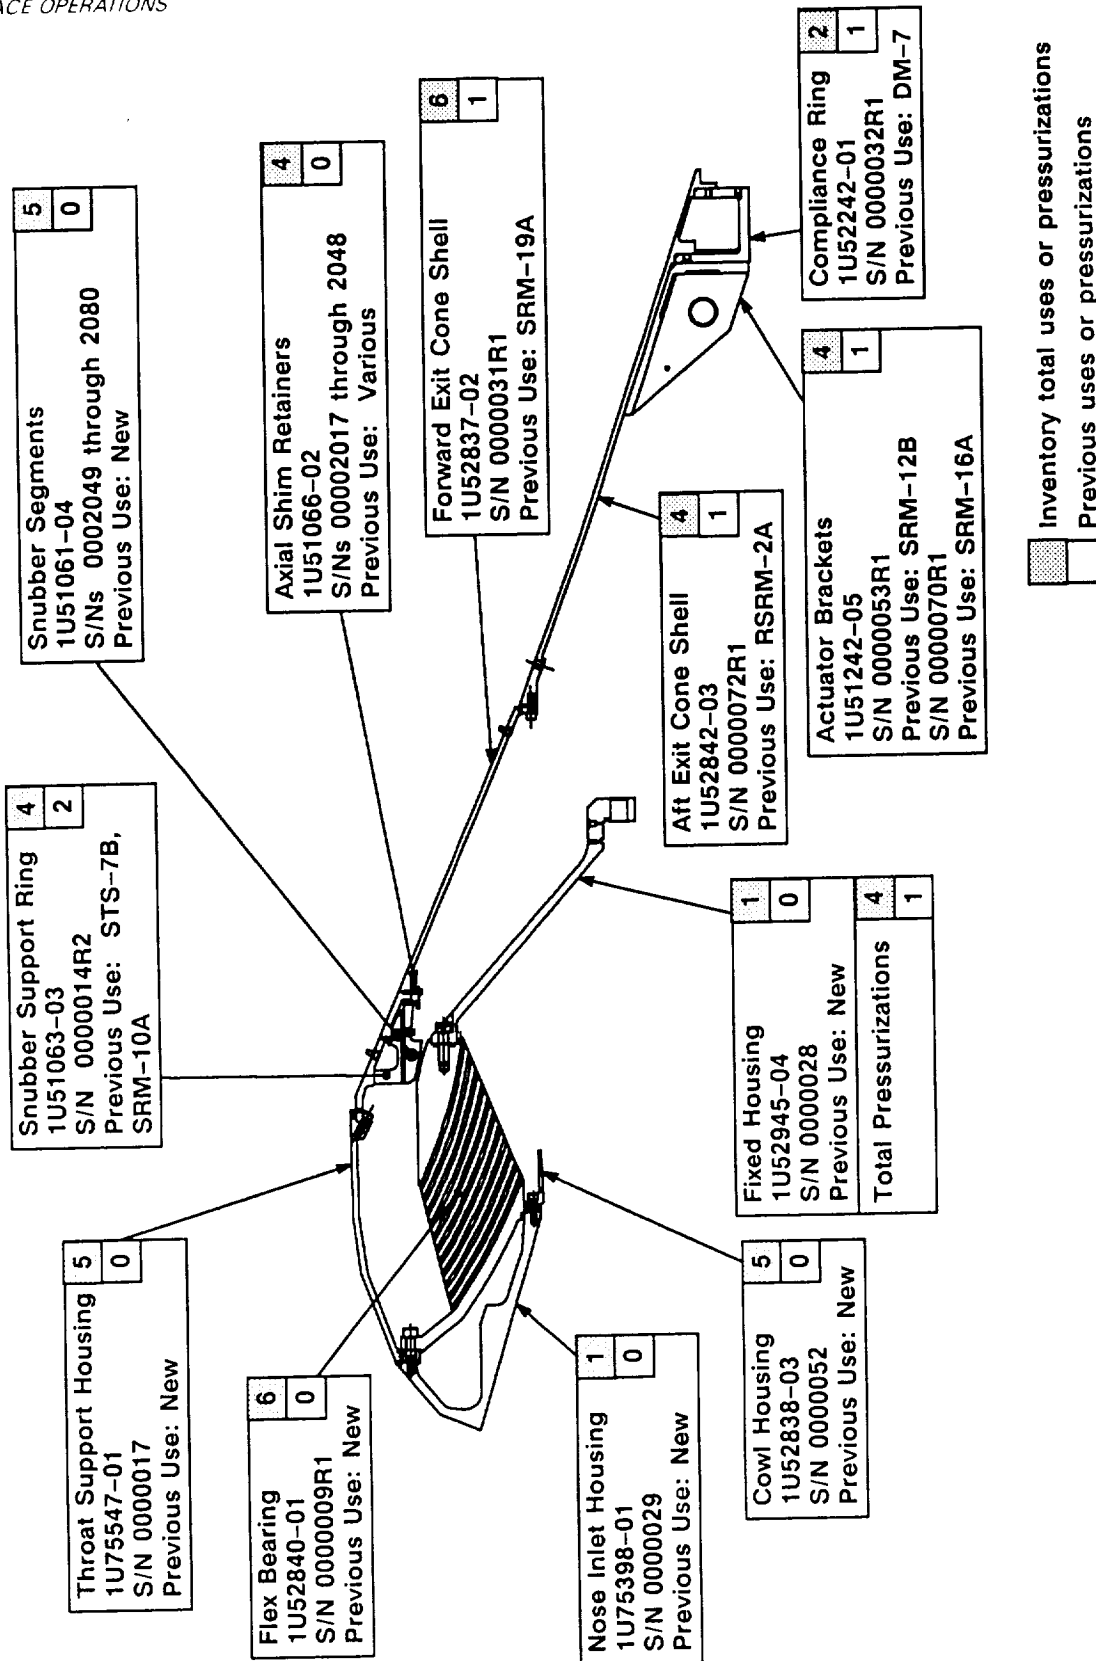 ACE OPERATIONS
Throat Support Housing
1U75547-01
S/N 0000017
Previous Use: New
5
0
Snubber Support Ring
1U51063-03
S/N 0000014R2
Previous Use: STS-7B,
SRM-10A
4
2
Snubber Segments
1U51061-04
S/Ns 0002049 through 2080
Previous Use: New
5
0
Flex Bearing
1U52840-01
S/N 0000009R1
Previous Use: New
6
0
Axial Shim Retainers
1U51066-02
S/Ns 00002017 through 2048
Previous Use: Various
4
0
Forward Exit Cone Shell
1U52837-02
S/N 0000031R1
Previous Use: SRM-19A
6
1
Nose Inlet Housing
1U75398-01
S/N 0000029
Previous Use: New
1
0
Cowl Housing
1U52838-03
S/N 0000052
Previous Use: New
5
0
Fixed Housing
1U52945-04
S/N 0000028
Previous Use: New
1
0
Total Pressurizations
4
1
Aft Exit Cone Shell
1U52842-03
S/N 0000072R1
Previous Use: RSRM-2A
4
1
Actuator Brackets
1U51242-05
S/N 0000053R1
Previous Use: SRM-12B
S/N 0000070R1
Previous Use: SRM-16A
4
1
Compliance Ring
1U52242-01
S/N 0000032R1
Previous Use: DM-7
2
1
Inventory total uses or pressurizations
Previous uses or pressurizations